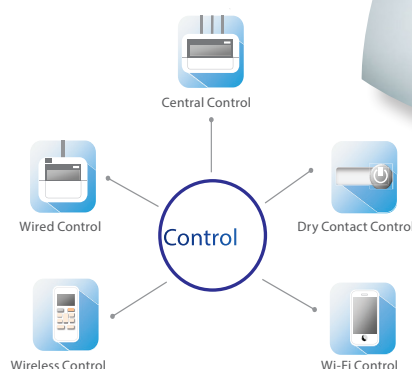 Central Control
Wired Control
Dry Contact Control
Control
Wireless Control
Wi-Fi Control